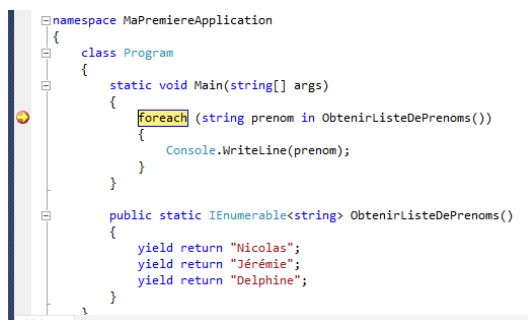 namespace MaPremiereApplication
{
class Program
{
static void Main(string[] args)
{
foreach (string prenom in ObtenirListeDePrenoms())
{
Console.WriteLine(prenom);
}
}
public static IEnumerable<string> ObtenirListeDePrenoms()
{
yield return "Nicolas";
yield return "Jérémie";
yield return "Delphine";
}
}